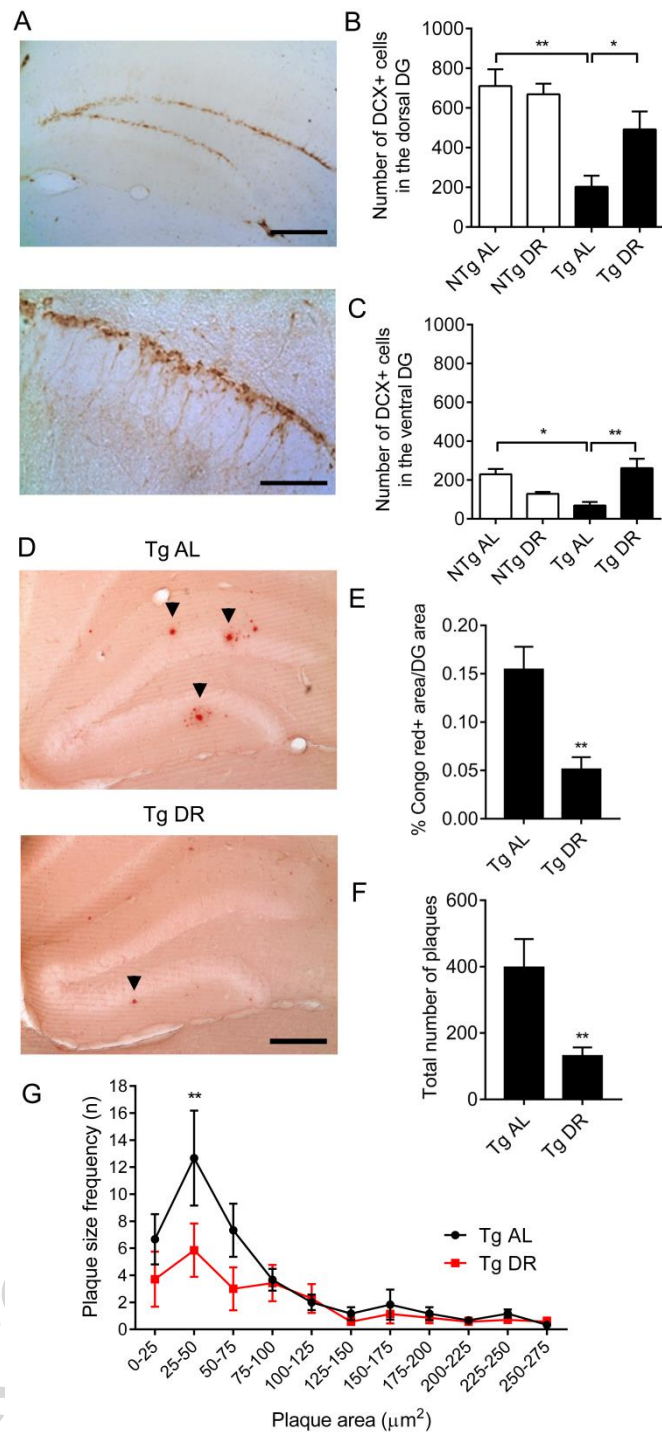 A
B
Number of DCX+ cells
in the dorsal DG
1000
800
600
400
200
0
**
*
NTg AL
NTg DR
Tg AL
Tg DR
C
Number of DCX+ cells
in the ventral DG
1000
800
600
400
200
0
*
**
NTg AL
NTg DR
Tg AL
Tg DR
D
Tg AL
Tg DR
E
% Congo red+ area/DG area
0.20
0.15
0.10
0.05
0.00
**
Tg AL
Tg DR
F
Total number of plaques
600
400
200
0
**
Tg AL
Tg DR
G
Plaque size frequency (n)
18
16
14
12
10
8
6
4
2
0
**
Tg AL
Tg DR
0-25
25-50
50-75
75-100
100-125
125-150
150-175
175-200
200-225
225-250
250-275
Plaque area (μm²)